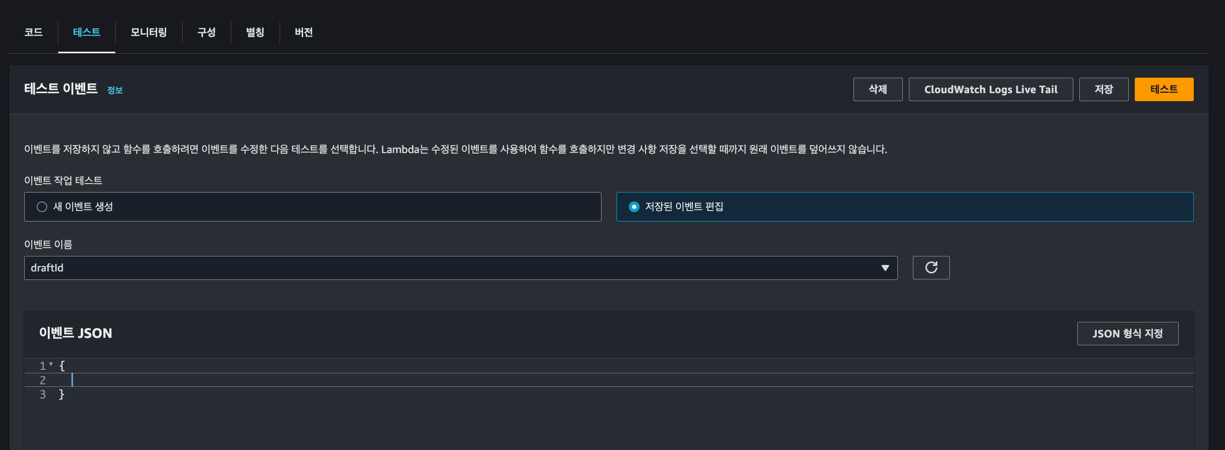 코드 테스트 모니터링 구성 별칭 버전
테스트 이벤트 정보 삭제 CloudWatch Logs Live Tail 저장 테스트
이벤트를 저장하지 않고 함수를 호출하려면 이벤트를 수정한 다음 테스트를 선택합니다. Lambda는 수정된 이벤트를 사용하여 함수를 호출하지만 변경 사항 저장을 선택할 때까지 원래 이벤트를 덮어쓰지 않습니다.
이벤트 작업 테스트
새 이벤트 생성 저장된 이벤트 편집
이벤트 이름
draftId
이벤트 JSON JSON 형식 지정
1 {
2
3 }